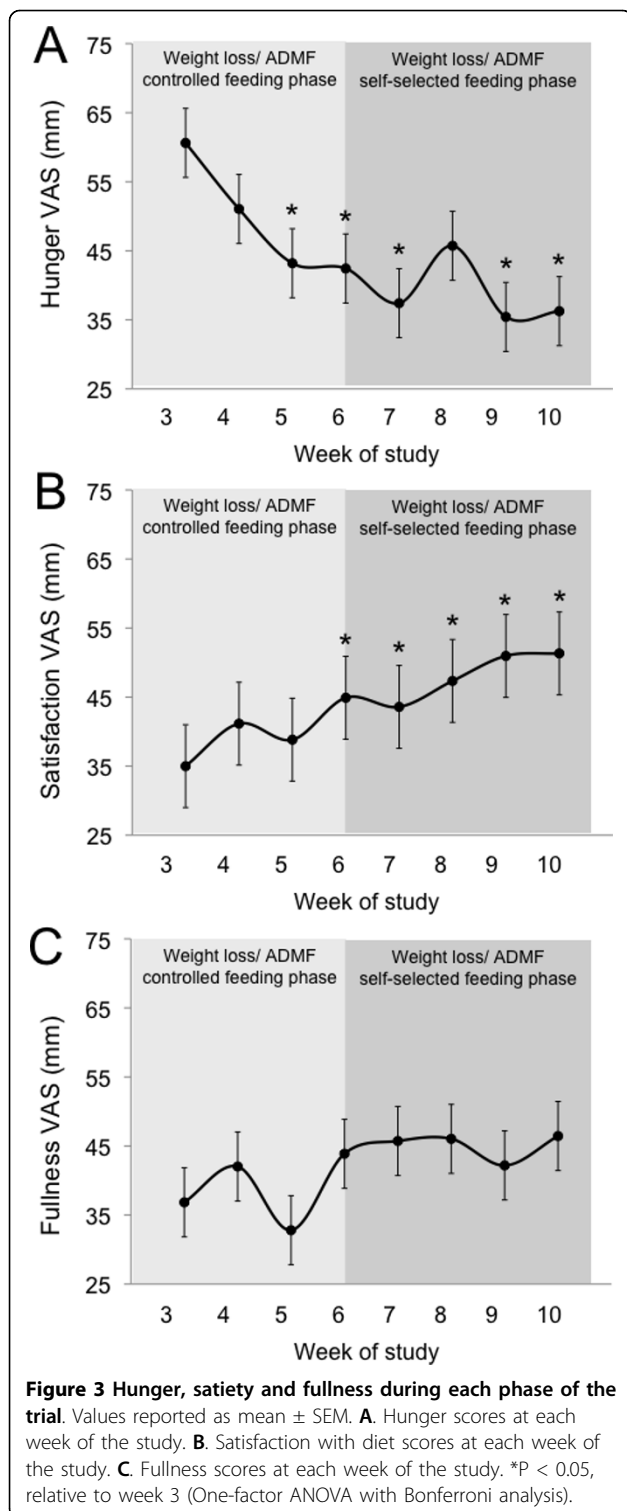 A
75
65
55
45
35
25
Hunger VAS (mm)
Weight loss/ ADMF
controlled feeding phase
Weight loss/ ADMF
self-selected feeding phase
* * * * *
3 4 5 6 7 8 9 10
Week of study
B
75
65
55
45
35
25
Satisfaction VAS (mm)
Weight loss/ ADMF
controlled feeding phase
Weight loss/ ADMF
self-selected feeding phase
* * * * *
3 4 5 6 7 8 9 10
Week of study
C
75
65
55
45
35
25
Fullness VAS (mm)
Weight loss/ ADMF
controlled feeding phase
Weight loss/ ADMF
self-selected feeding phase
3 4 5 6 7 8 9 10
Week of study
Figure 3 Hunger, satiety and fullness during each phase of the
trial. Values reported as mean ± SEM. A. Hunger scores at each
week of the study. B. Satisfaction with diet scores at each week of
the study. C. Fullness scores at each week of the study. *P < 0.05,
relative to week 3 (One-factor ANOVA with Bonferroni analysis).